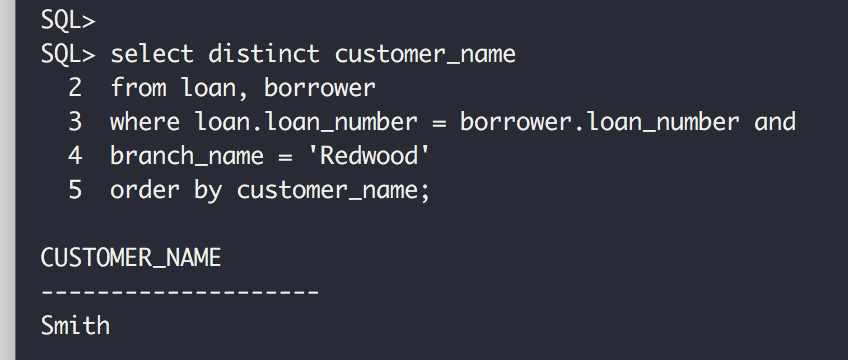 SQL>
SQL> select distinct customer_name
  2  from loan, borrower
  3  where loan.loan_number = borrower.loan_number and
  4  branch_name = 'Redwood'
  5  order by customer_name;
CUSTOMER_NAME
--------------------
Smith